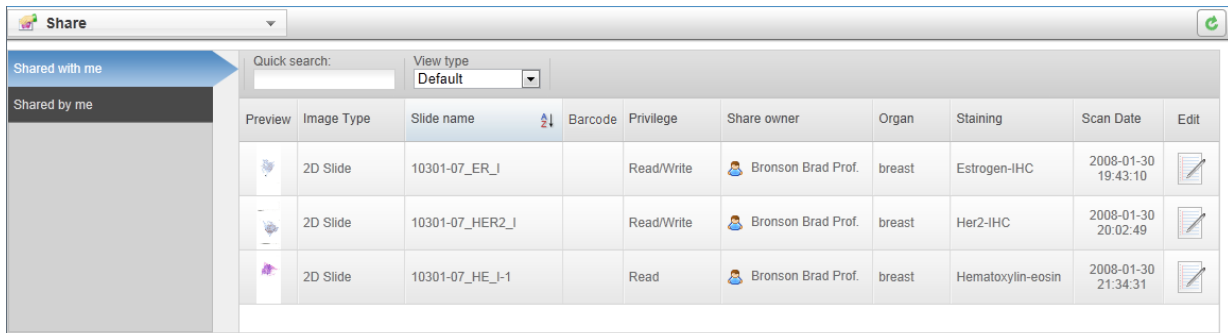 Share
Shared with me
Shared by me
Quick search: View type
Default
Preview Image Type Slide name Barcode Privilege Share owner Organ Staining Scan Date Edit
2D Slide 10301-07_ER_I Read/Write Bronson Brad Prof. breast Estrogen-IHC 2008-01-30
19:43:10
2D Slide 10301-07_HER2_I Read/Write Bronson Brad Prof. breast Her2-IHC 2008-01-30
20:02:49
2D Slide 10301-07_HE_I-1 Read Bronson Brad Prof. breast Hematoxylin-eosin 2008-01-30
21:34:31